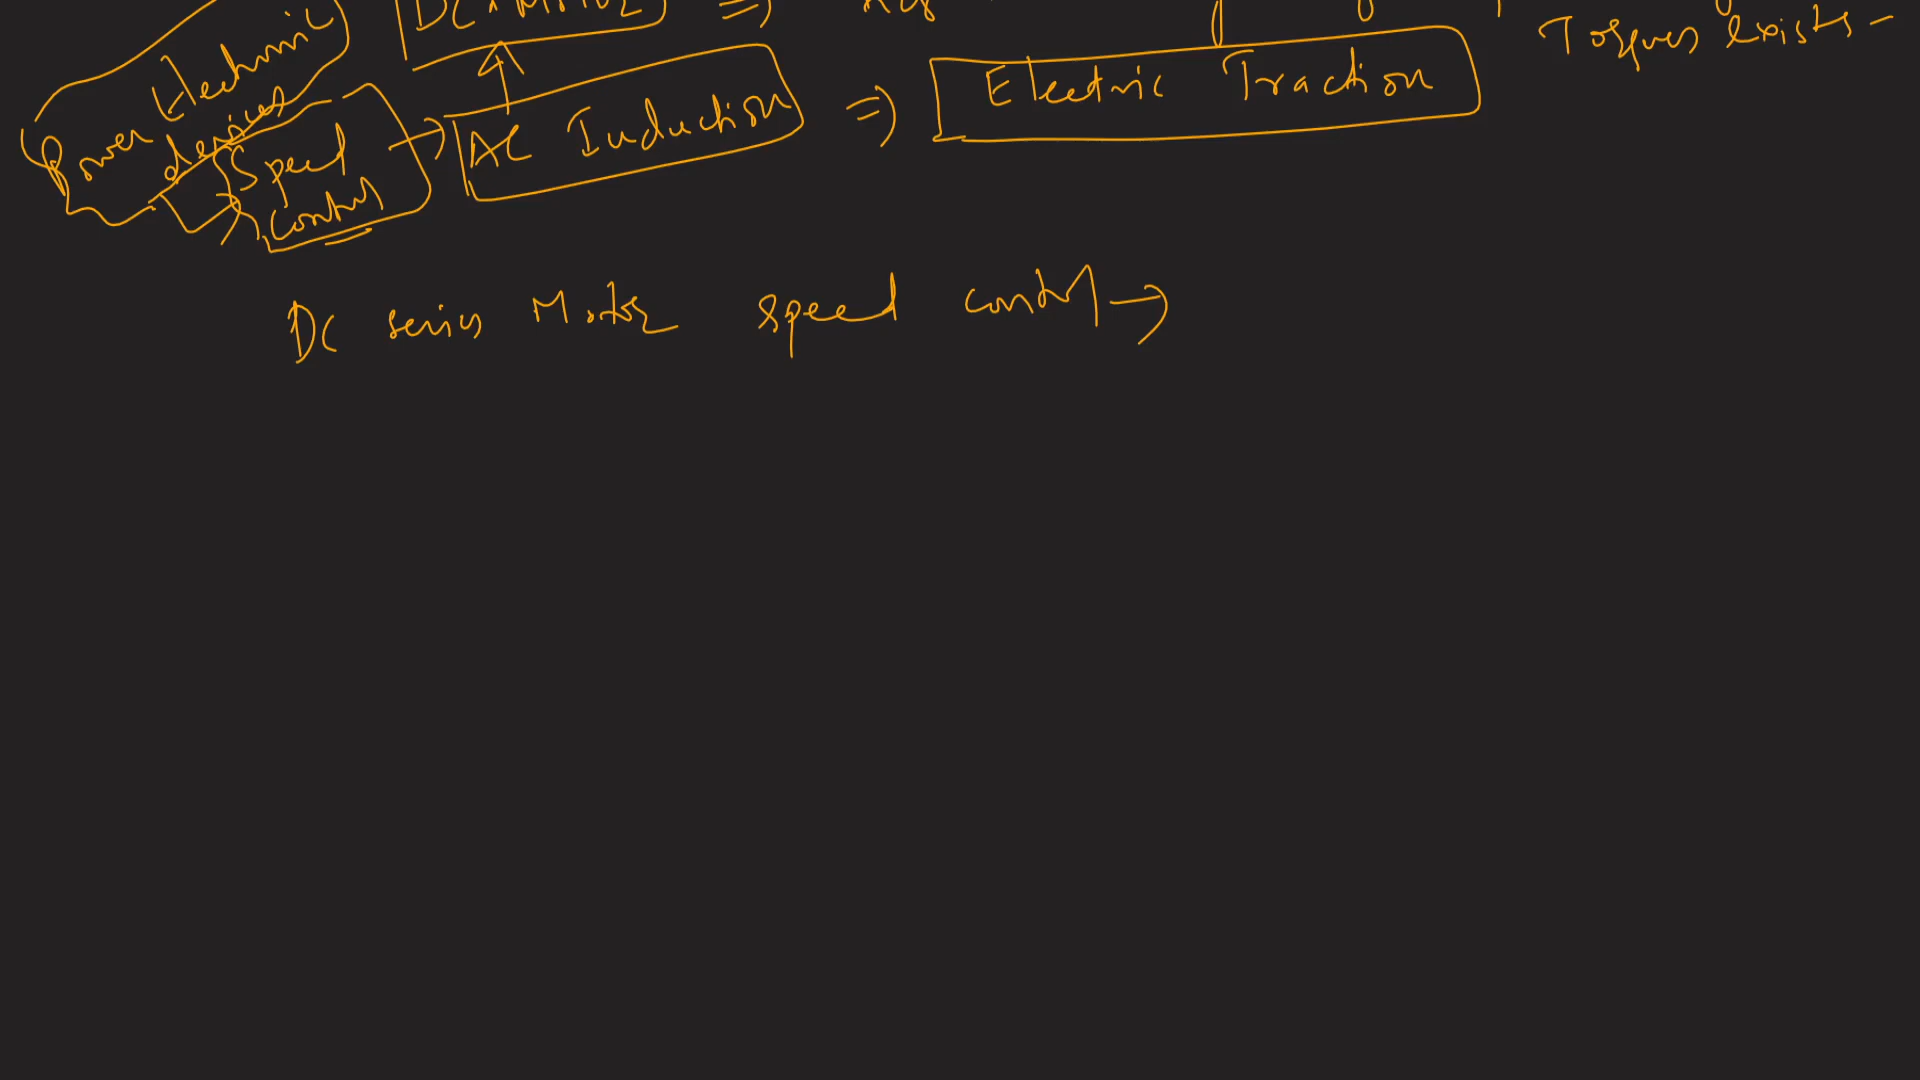 DC Motor ⇒
Torques exists -
Power Electronic
devices
Speed
Control
→ AC Induction ⇒ Electric Traction
DC series Motor speed control →